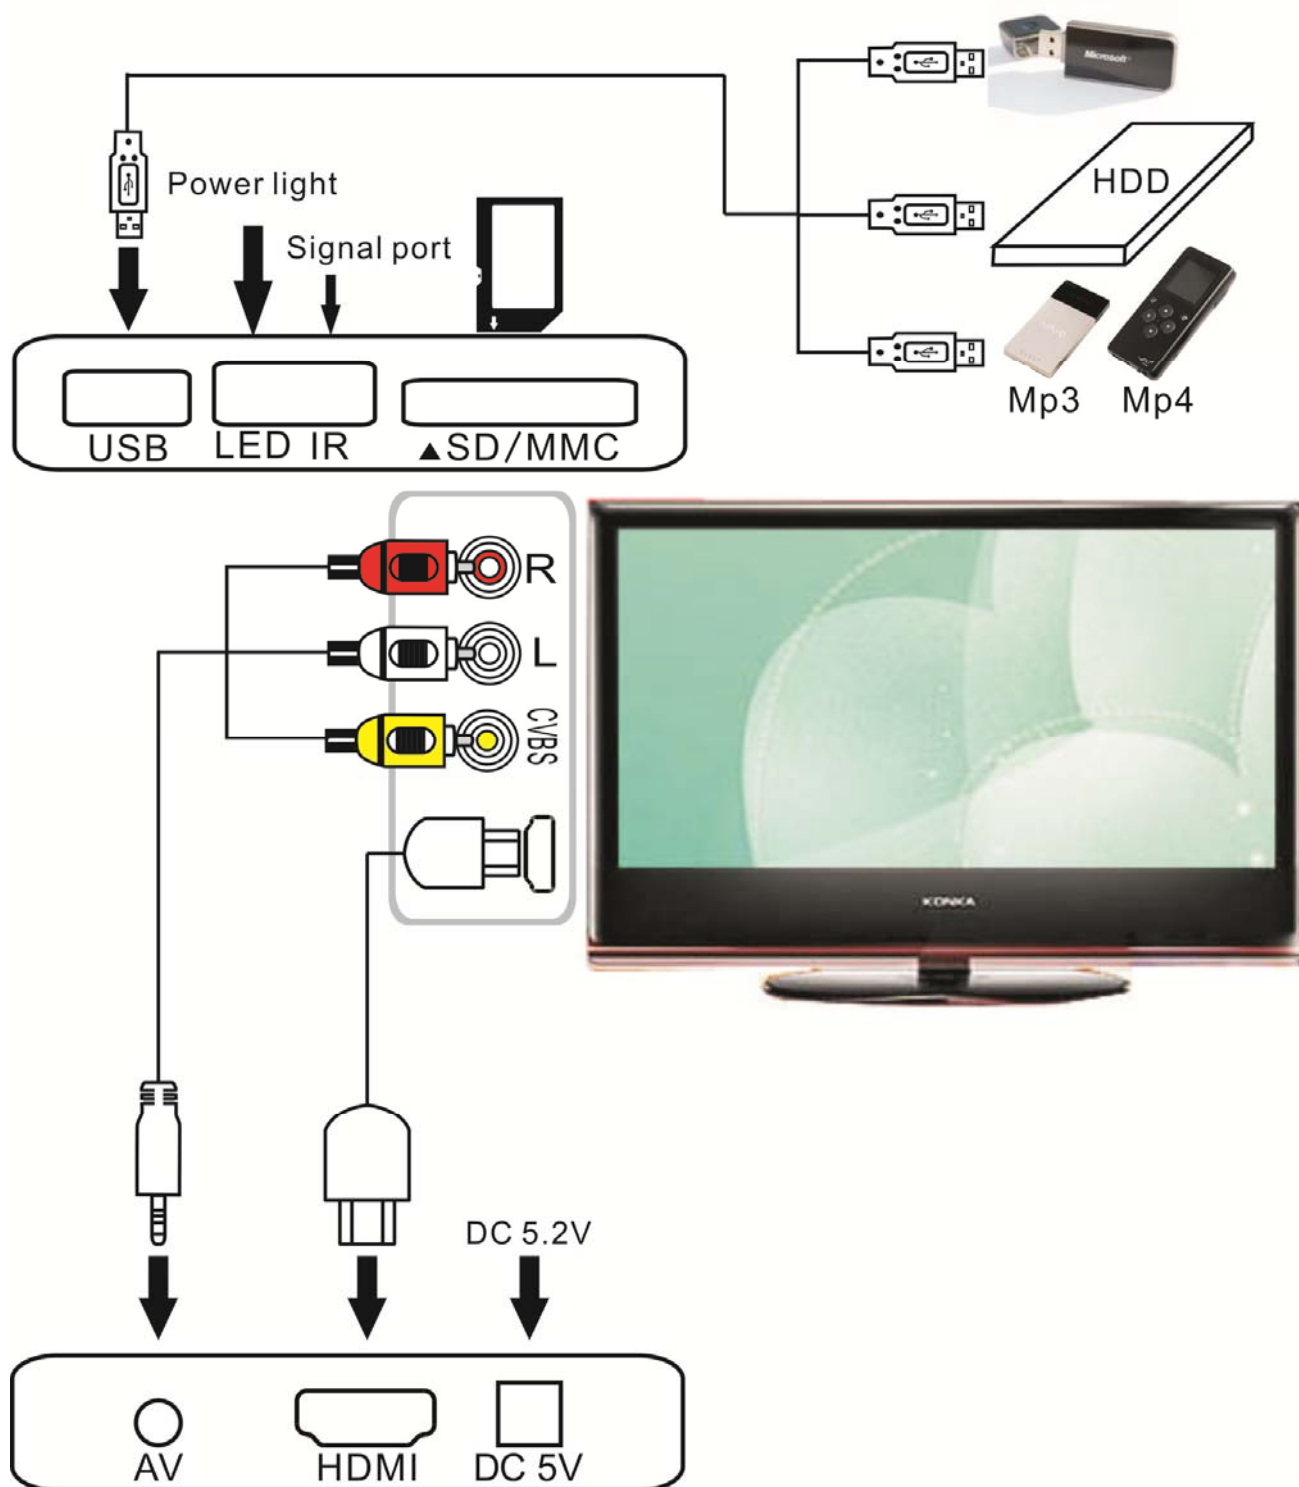 Microsoft
Power light
HDD
Signal port
Mp3 Mp4
USB LED IR ▲SD/MMC
R
L
CVBS
KONKA
DC 5.2V
AV HDMI DC 5V